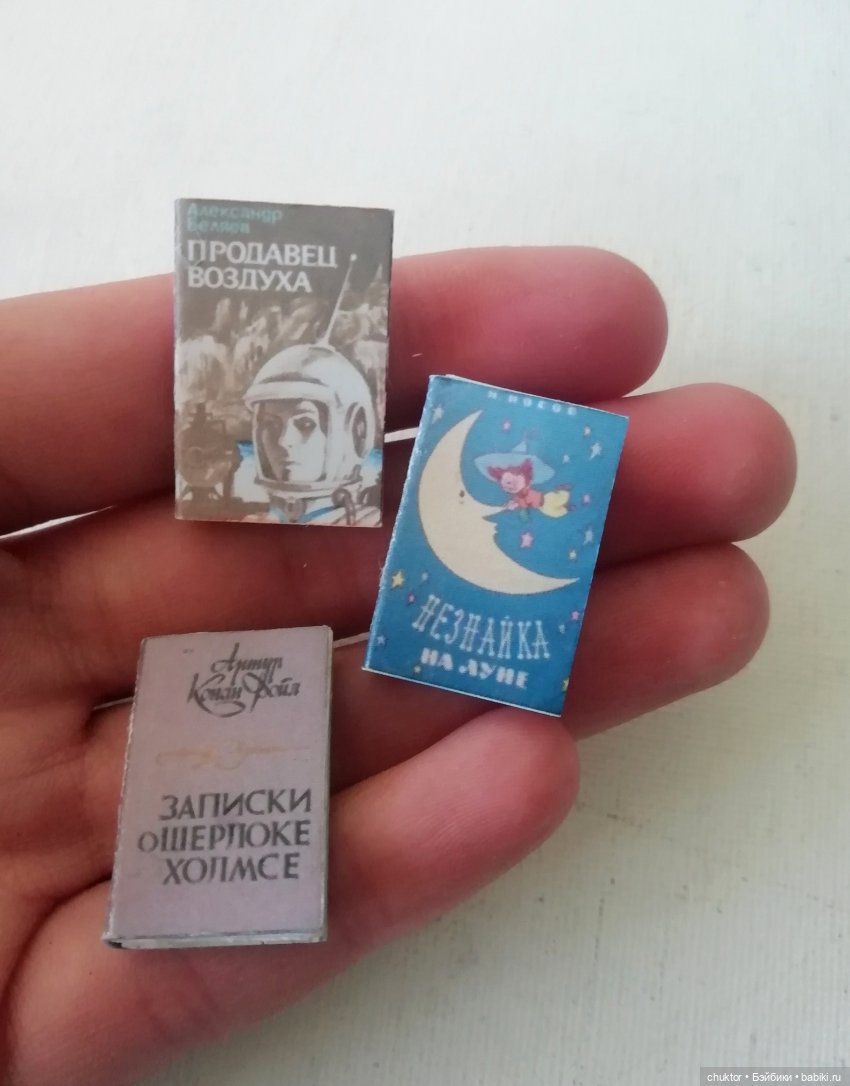 Александр
Беляев
ПРОДАВЕЦ
ВОЗДУХА
Н. НОСОВ
НЕЗНАЙКА
НА ЛУНЕ
Артур
Конан Дойл
ЗАПИСКИ
о ШЕРЛОКЕ
ХОЛМСЕ
chuktor • Бэйбики • babiki.ru